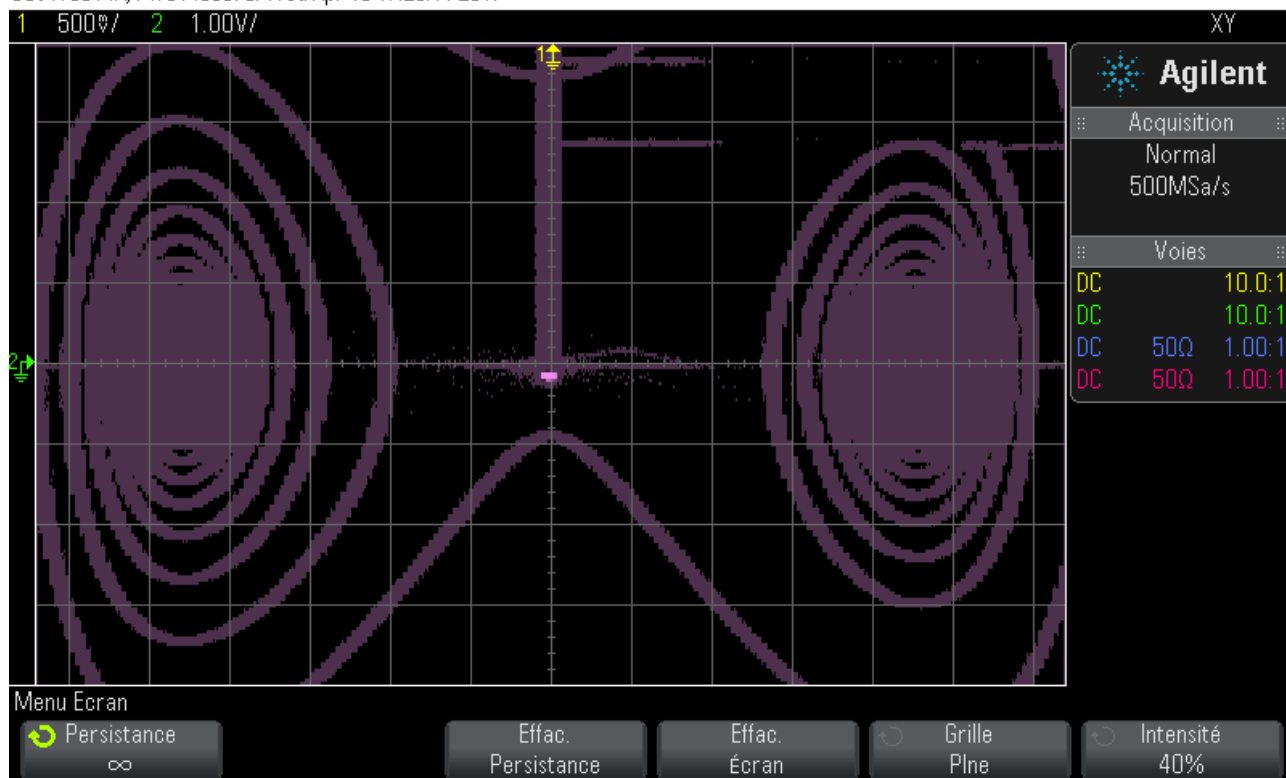 1 500mV/ 2 1.00V/ XY
1
Agilent
Acquisition
Normal
500MSa/s
Voies
DC 10.0:1
DC 10.0:1
2
DC 50Ω 1.00:1
DC 50Ω 1.00:1
Menu Ecran
Persistance
∞
Effac.
Persistance
Effac.
Écran
Grille
Plne
Intensité
40%